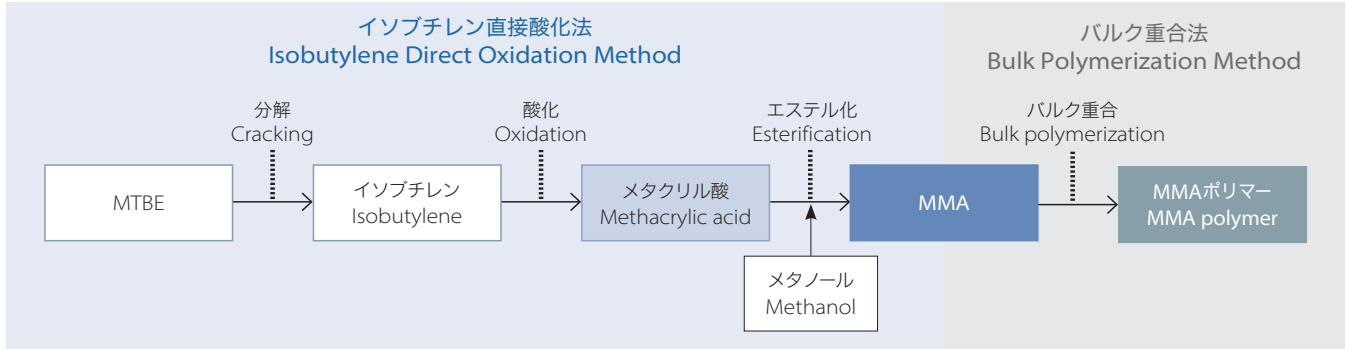 イソブチレン直接酸化法
Isobutylene Direct Oxidation Method
バルク重合法
Bulk Polymerization Method
分解
Cracking
酸化
Oxidation
エステル化
Esterification
バルク重合
Bulk polymerization
MTBE
イソブチレン
Isobutylene
メタクリル酸
Methacrylic acid
MMA
MMAポリマー
MMA polymer
メタノール
Methanol